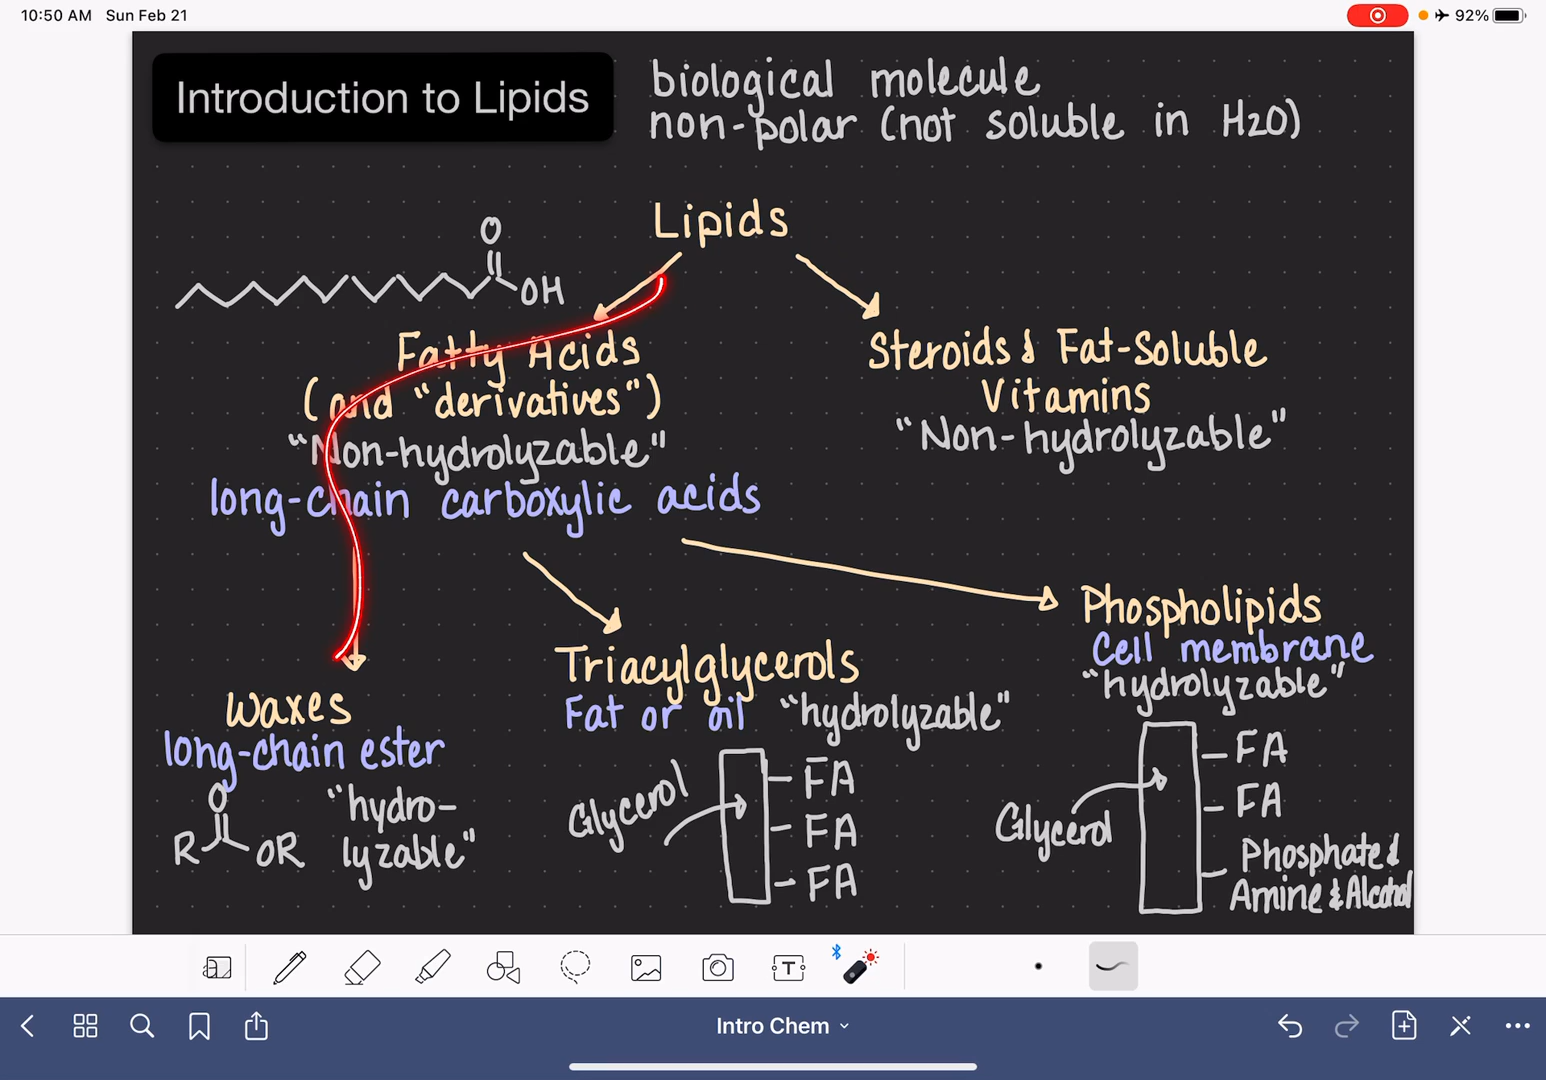 10:50 AM Sun Feb 21
92%
Introduction to Lipids
biological molecule
non-polar (not soluble in H2O)
Lipids
O
OH
Fatty Acids
(and "derivatives")
"Non-hydrolyzable"
long-chain carboxylic acids
Steroids & Fat-Soluble
Vitamins
"Non-hydrolyzable"
Waxes
long-chain ester
O
R OR
"hydro-
lyzable"
Triacylglycerols
Fat or oil "hydrolyzable"
Glycerol
FA
FA
FA
Phospholipids
Cell membrane
"hydrolyzable"
Glycerol
FA
FA
Phosphate &
Amine & Alcohol
a
T
Intro Chem